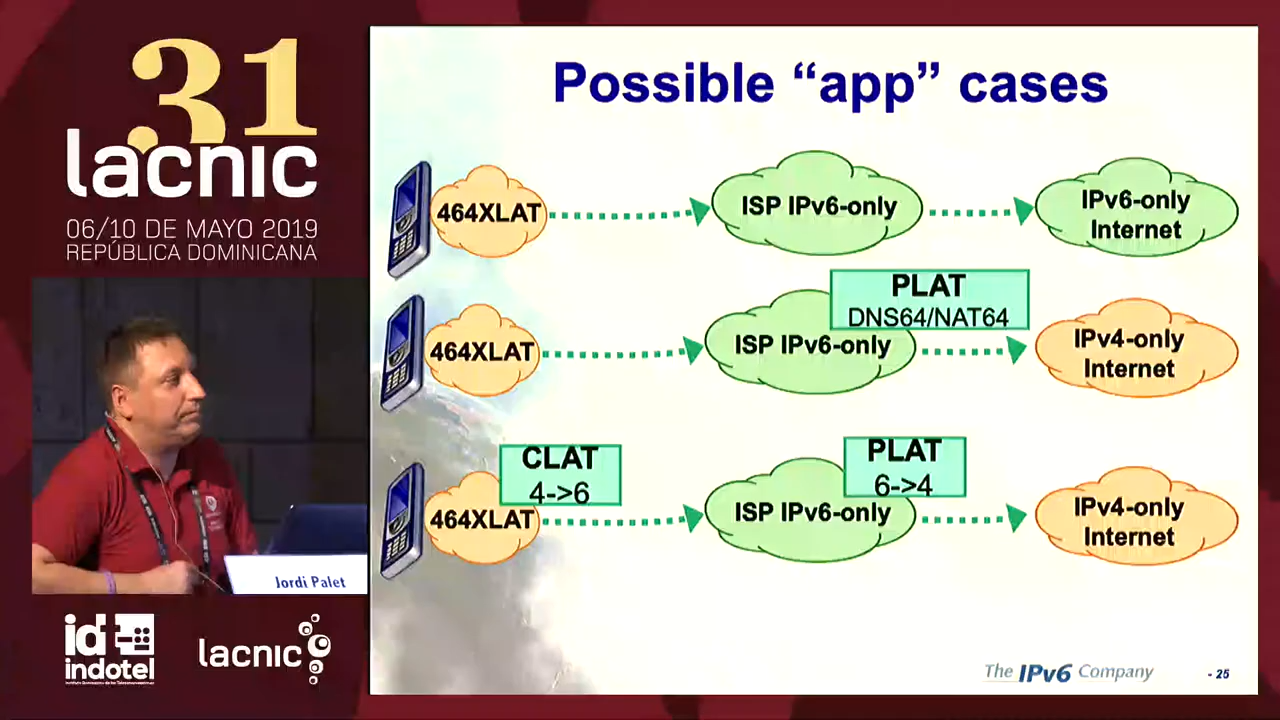 31
lacnic
06/10 DE MAYO 2019
REPÚBLICA DOMINICANA
Jordi Palet
id
indotel
lacnic
Possible “app” cases
464XLAT
ISP IPv6-only
IPv6-only
Internet
PLAT
DNS64/NAT64
464XLAT
ISP IPv6-only
IPv4-only
Internet
CLAT
4->6
PLAT
6->4
464XLAT
ISP IPv6-only
IPv4-only
Internet
The IPv6 Company
- 25